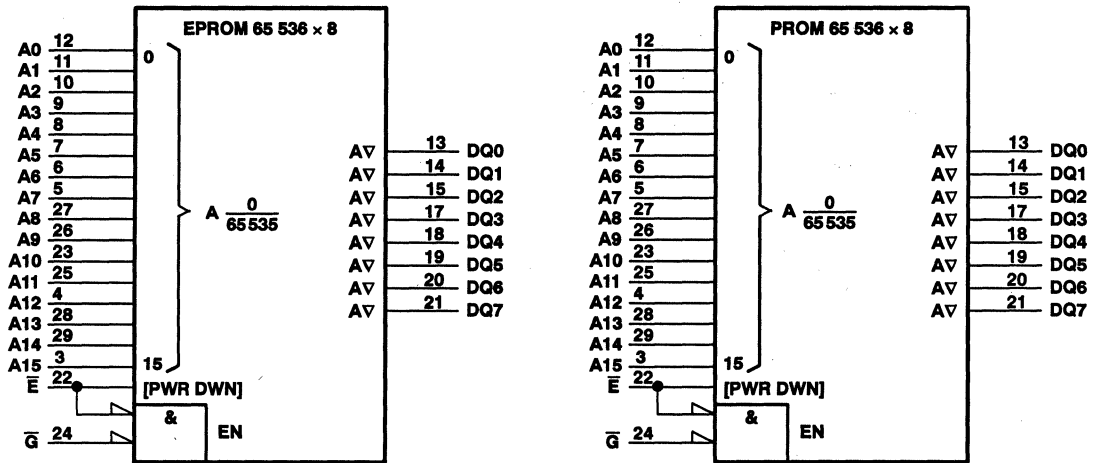 EPROM 65 536 × 8
A0 12 0
A1 11
A2 10
A3 9
A4 8
A5 7
A6 6
A7 5
A8 27
A9 26
A10 23
A11 25
A12 4
A13 28
A14 29
A15 3 15
E̅ 22 [PWR DWN]
&
G̅ 24 EN
A 0
65 535
A∇ 13 DQ0
A∇ 14 DQ1
A∇ 15 DQ2
A∇ 17 DQ3
A∇ 18 DQ4
A∇ 19 DQ5
A∇ 20 DQ6
A∇ 21 DQ7
PROM 65 536 × 8
A0 12 0
A1 11
A2 10
A3 9
A4 8
A5 7
A6 6
A7 5
A8 27
A9 26
A10 23
A11 25
A12 4
A13 28
A14 29
A15 3 15
E̅ 22 [PWR DWN]
&
G̅ 24 EN
A 0
65 535
A∇ 13 DQ0
A∇ 14 DQ1
A∇ 15 DQ2
A∇ 17 DQ3
A∇ 18 DQ4
A∇ 19 DQ5
A∇ 20 DQ6
A∇ 21 DQ7